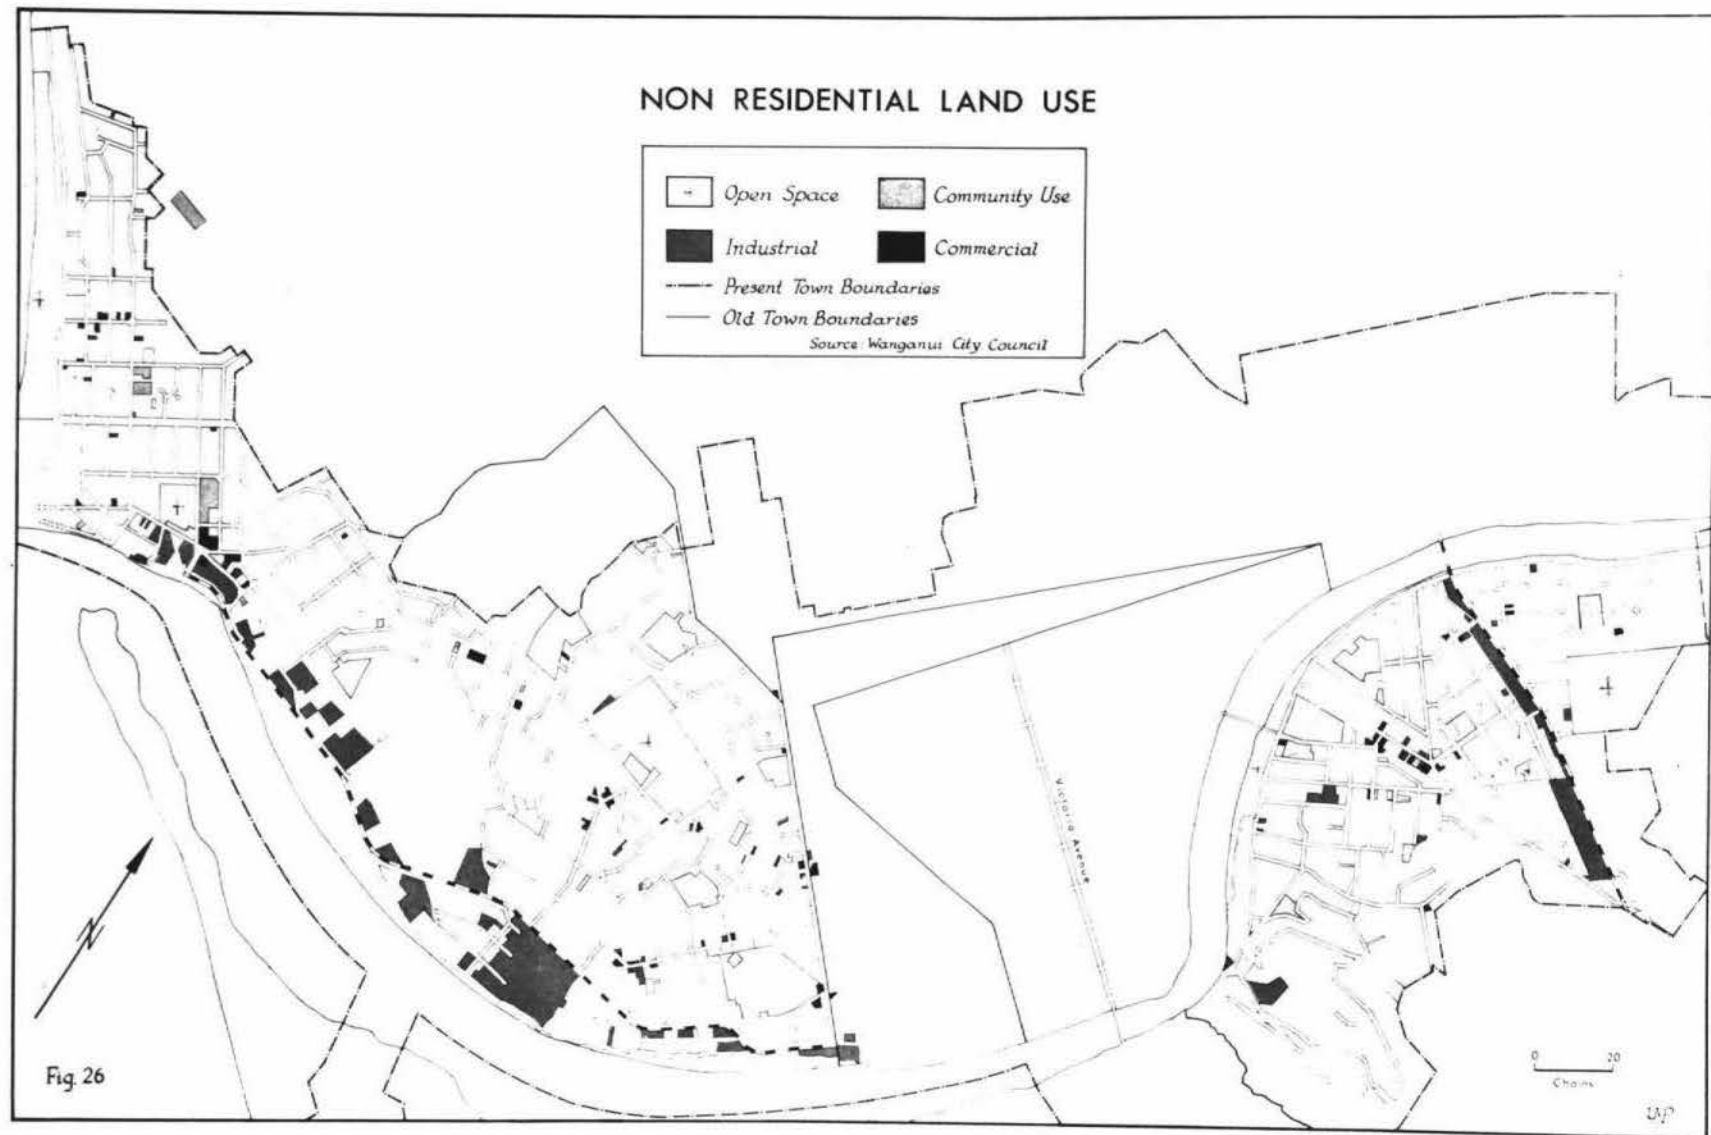 NON RESIDENTIAL LAND USE
Open Space
Community Use
Industrial
Commercial
Present Town Boundaries
Old Town Boundaries
Source: Wanganui City Council
Victoria Avenue
N
Fig. 26
0 20
Chains